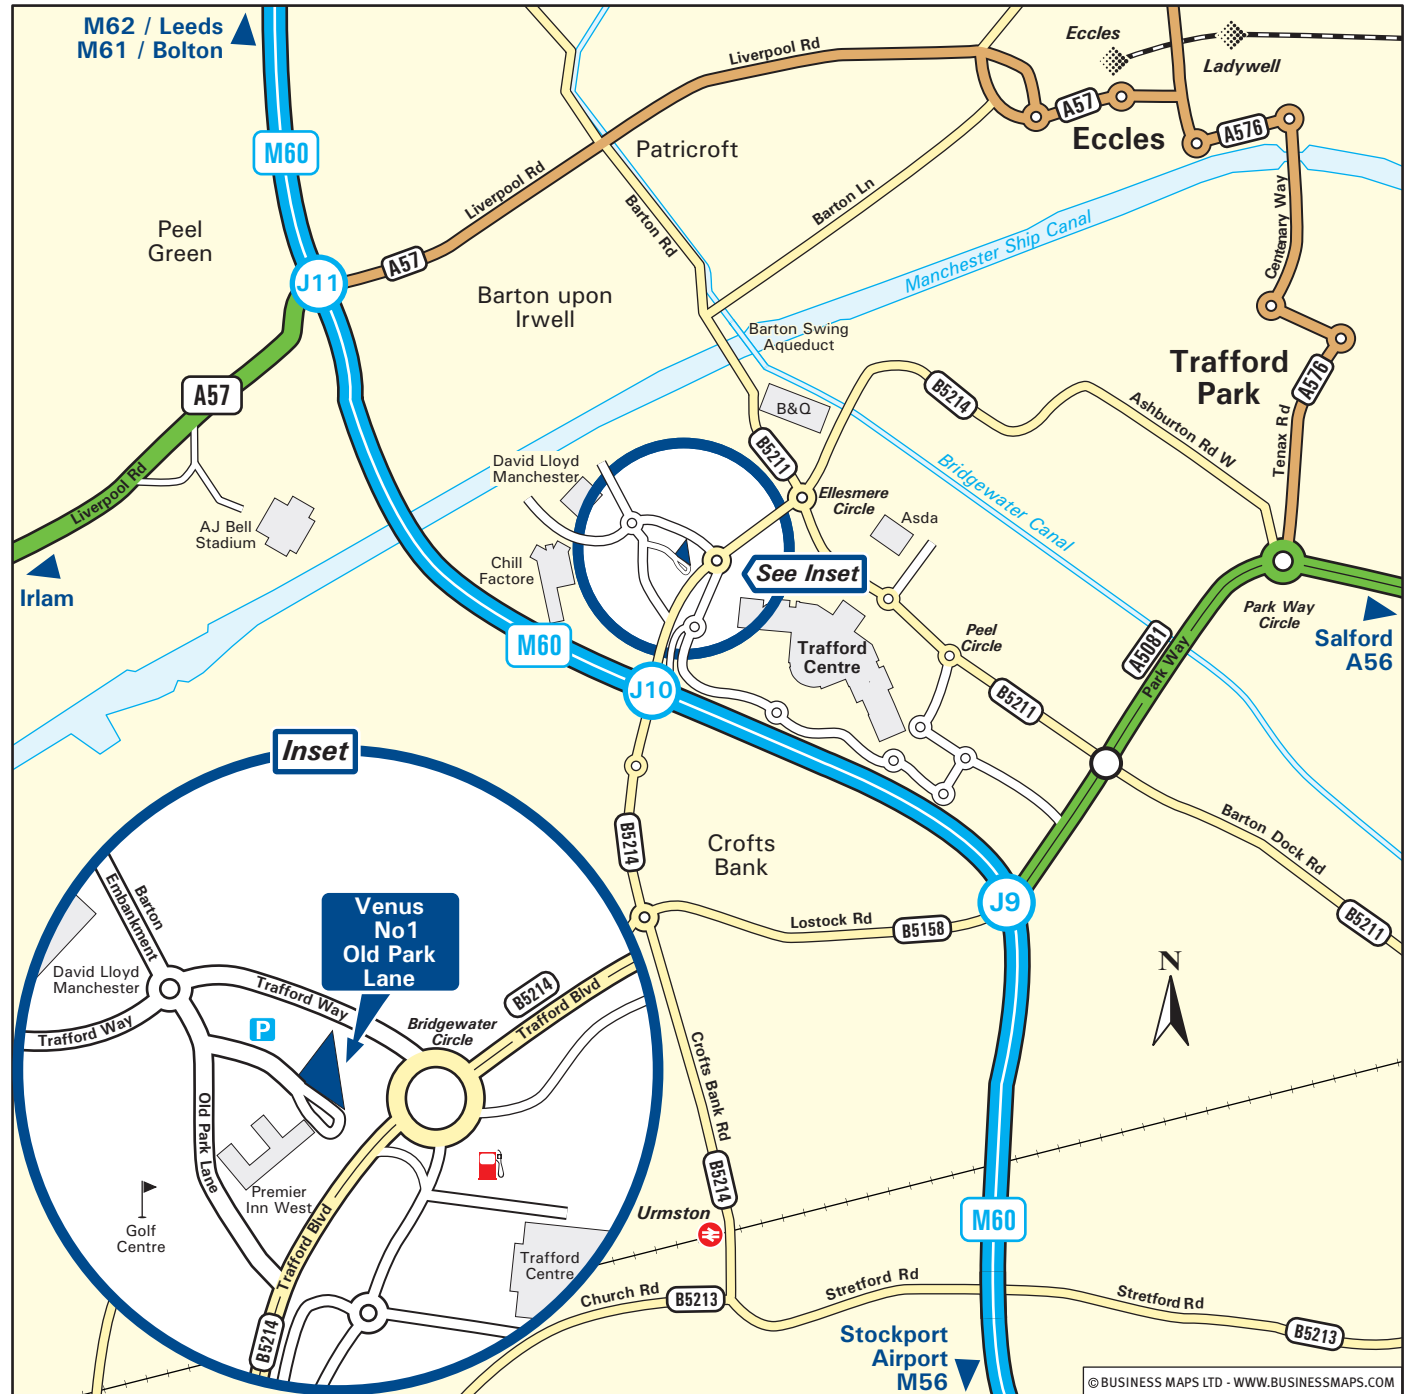 M62 / Leeds
M61 / Bolton
M60
Peel
Green
J11
A57
Liverpool Rd
Liverpool Rd
Patricroft
Barton Rd
Barton Ln
Eccles
Ladywell
A57
Eccles
A576
Centenary Way
Manchester Ship Canal
Barton upon
Irwell
Barton Swing
Aqueduct
Trafford
Park
A576
Tenax Rd
A57
Liverpool Rd
AJ Bell
Stadium
Irlam
B&Q
B5214
Ashburton Rd W
B5211
David Lloyd
Manchester
Ellesmere
Circle
Bridgewater Canal
Asda
Chill
Factore
See Inset
Park Way
Circle
Salford
A56
M60
Trafford
Centre
Peel
Circle
A5081
Park Way
J10
B5211
Inset
B5214
Crofts
Bank
Barton Dock Rd
J9
Lostock Rd
B5158
B5211
Barton
Embankment
Venus
No1
Old Park
Lane
David Lloyd
Manchester
Trafford Way
Trafford Way
P
Bridgewater
Circle
B5214
Trafford Blvd
N
Crofts Bank Rd
Old Park Lane
Premier
Inn West
Golf
Centre
Trafford Blvd
Trafford
Centre
B5214
B5214
Urmston
M60
Church Rd
B5213
Stretford Rd
Stretford Rd
B5213
Stockport
Airport
M56
© BUSINESS MAPS LTD - WWW.BUSINESSMAPS.COM